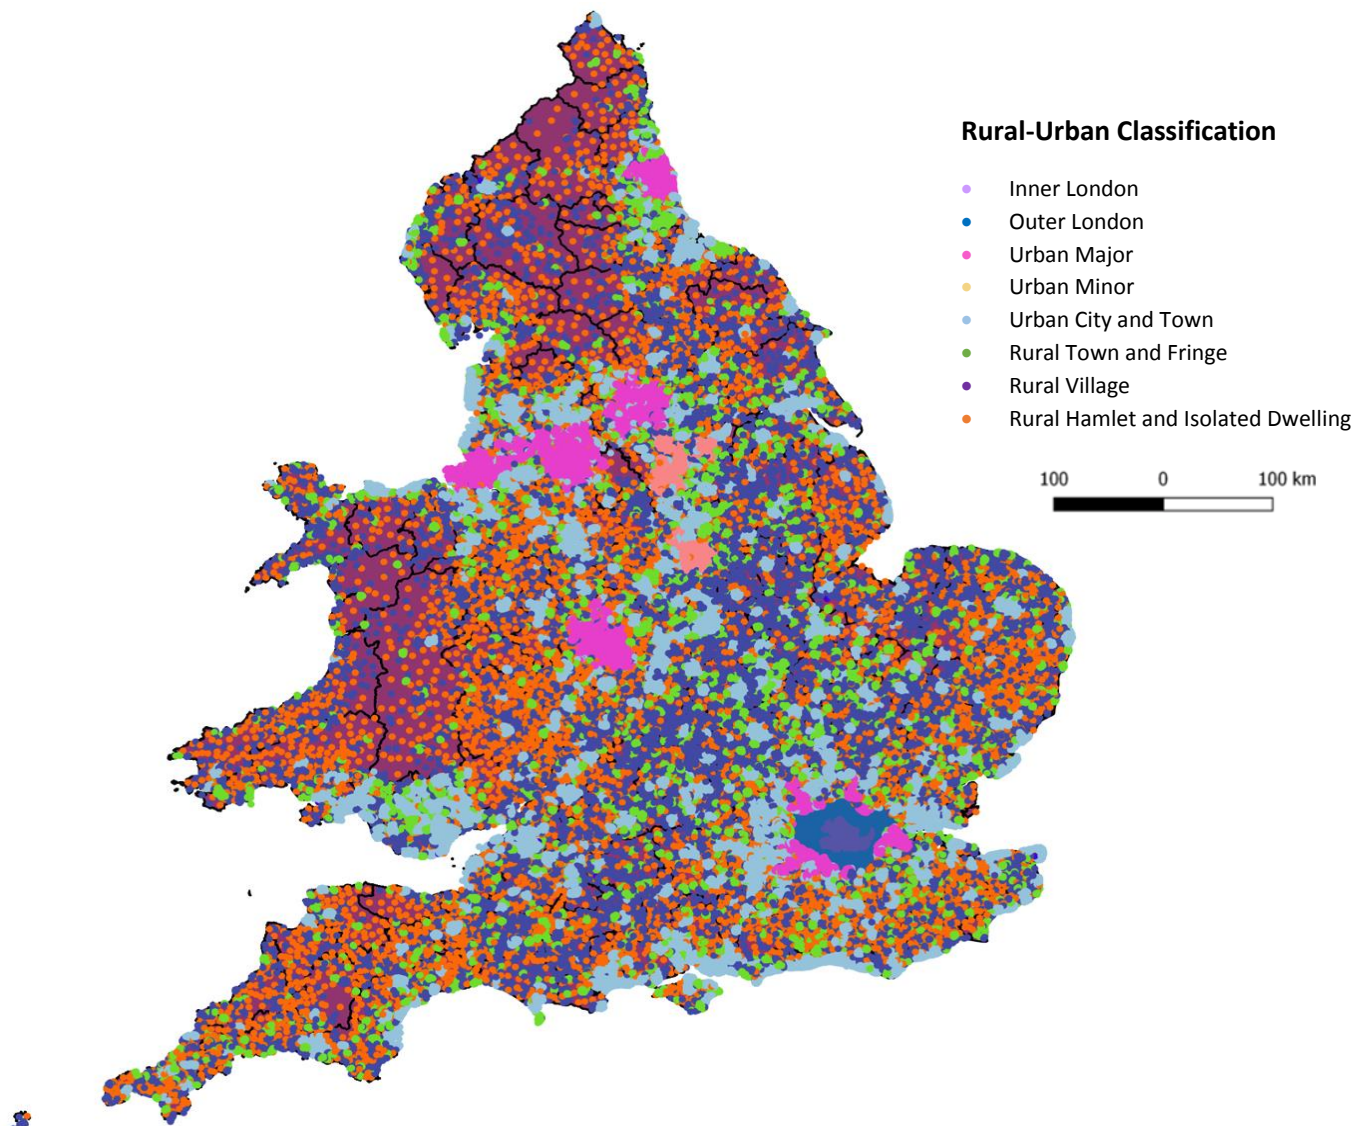 Rural-Urban Classification
Inner London
Outer London
Urban Major
Urban Minor
Urban City and Town
Rural Town and Fringe
Rural Village
Rural Hamlet and Isolated Dwelling
100 0 100 km